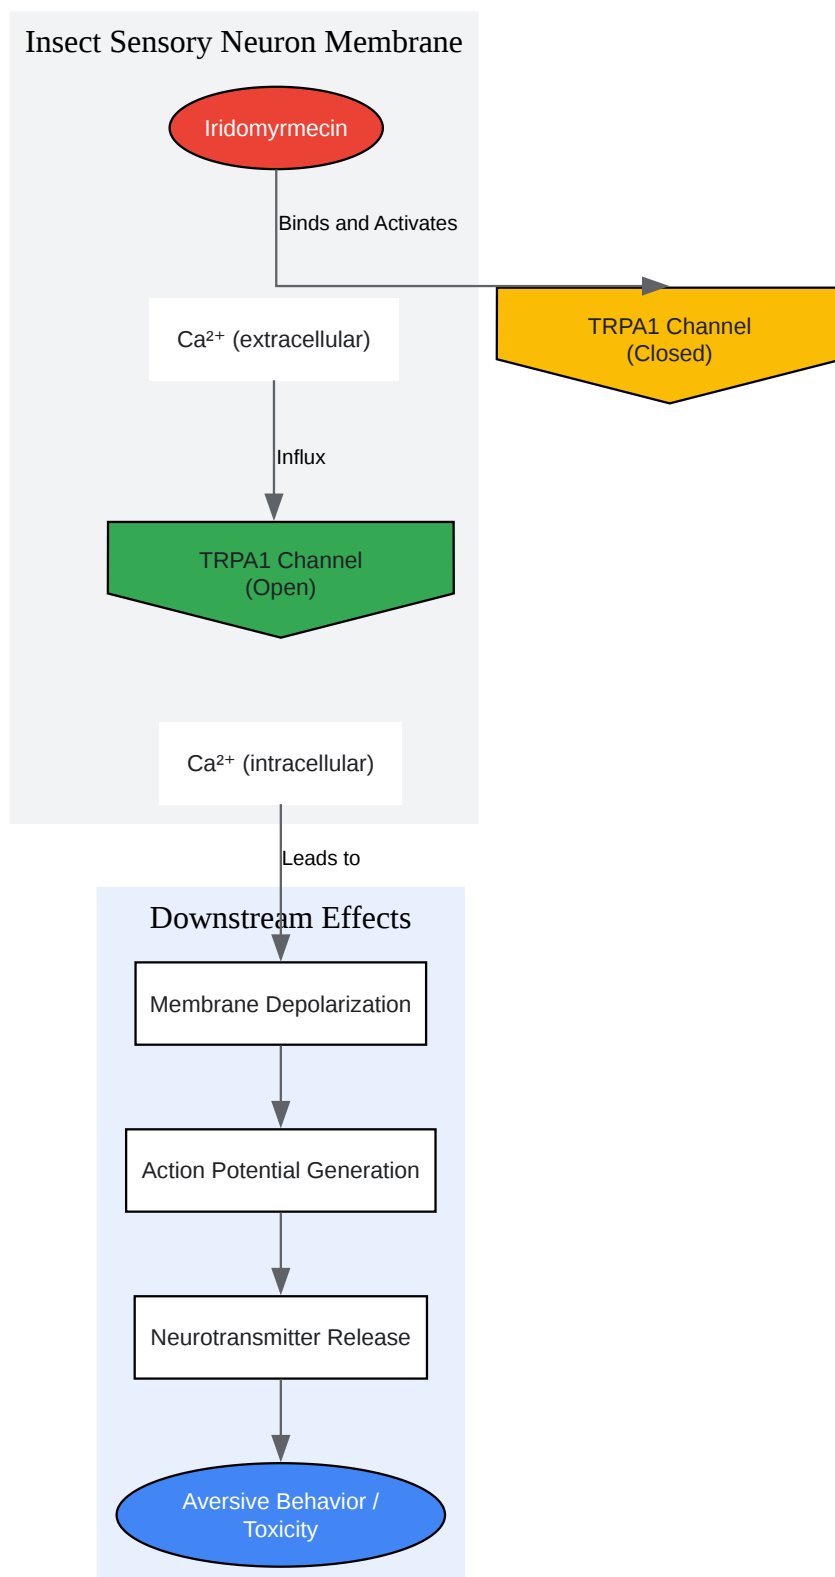 Insect Sensory Neuron Membrane
Iridomyrmecin
Binds and Activates
Ca²⁺ (extracellular)
TRPA1 Channel
(Closed)
Influx
TRPA1 Channel
(Open)
Ca²⁺ (intracellular)
Leads to
Downstream Effects
Membrane Depolarization
Action Potential Generation
Neurotransmitter Release
Aversive Behavior /
Toxicity